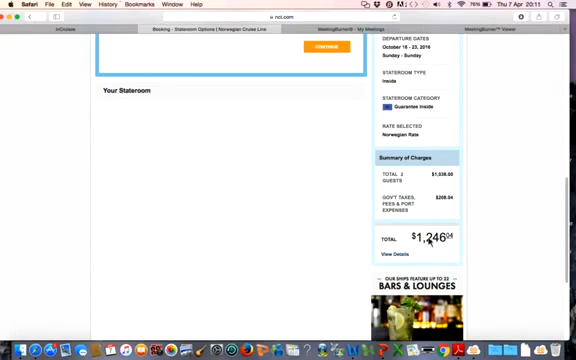 Safari File Edit View History Bookmarks Window Help
76% Thu 7 Apr 20:11
ncl.com
InCruises
Booking - Stateroom Options | Norwegian Cruise Line
MeetingBurner® - My Meetings
MeetingBurner™ Viewer
CONTINUE
Your Stateroom
DEPARTURE DATES
October 16 - 23, 2016
Sunday - Sunday
STATEROOM TYPE
Inside
STATEROOM CATEGORY
Guarantee Inside
RATE SELECTED
Norwegian Rate
Summary of Charges
TOTAL 2 GUESTS $1,038.00
GOV'T TAXES, FEES & PORT EXPENSES $208.04
TOTAL $1,246.04
View Details
OUR SHIPS FEATURE UP TO 22
BARS & LOUNGES